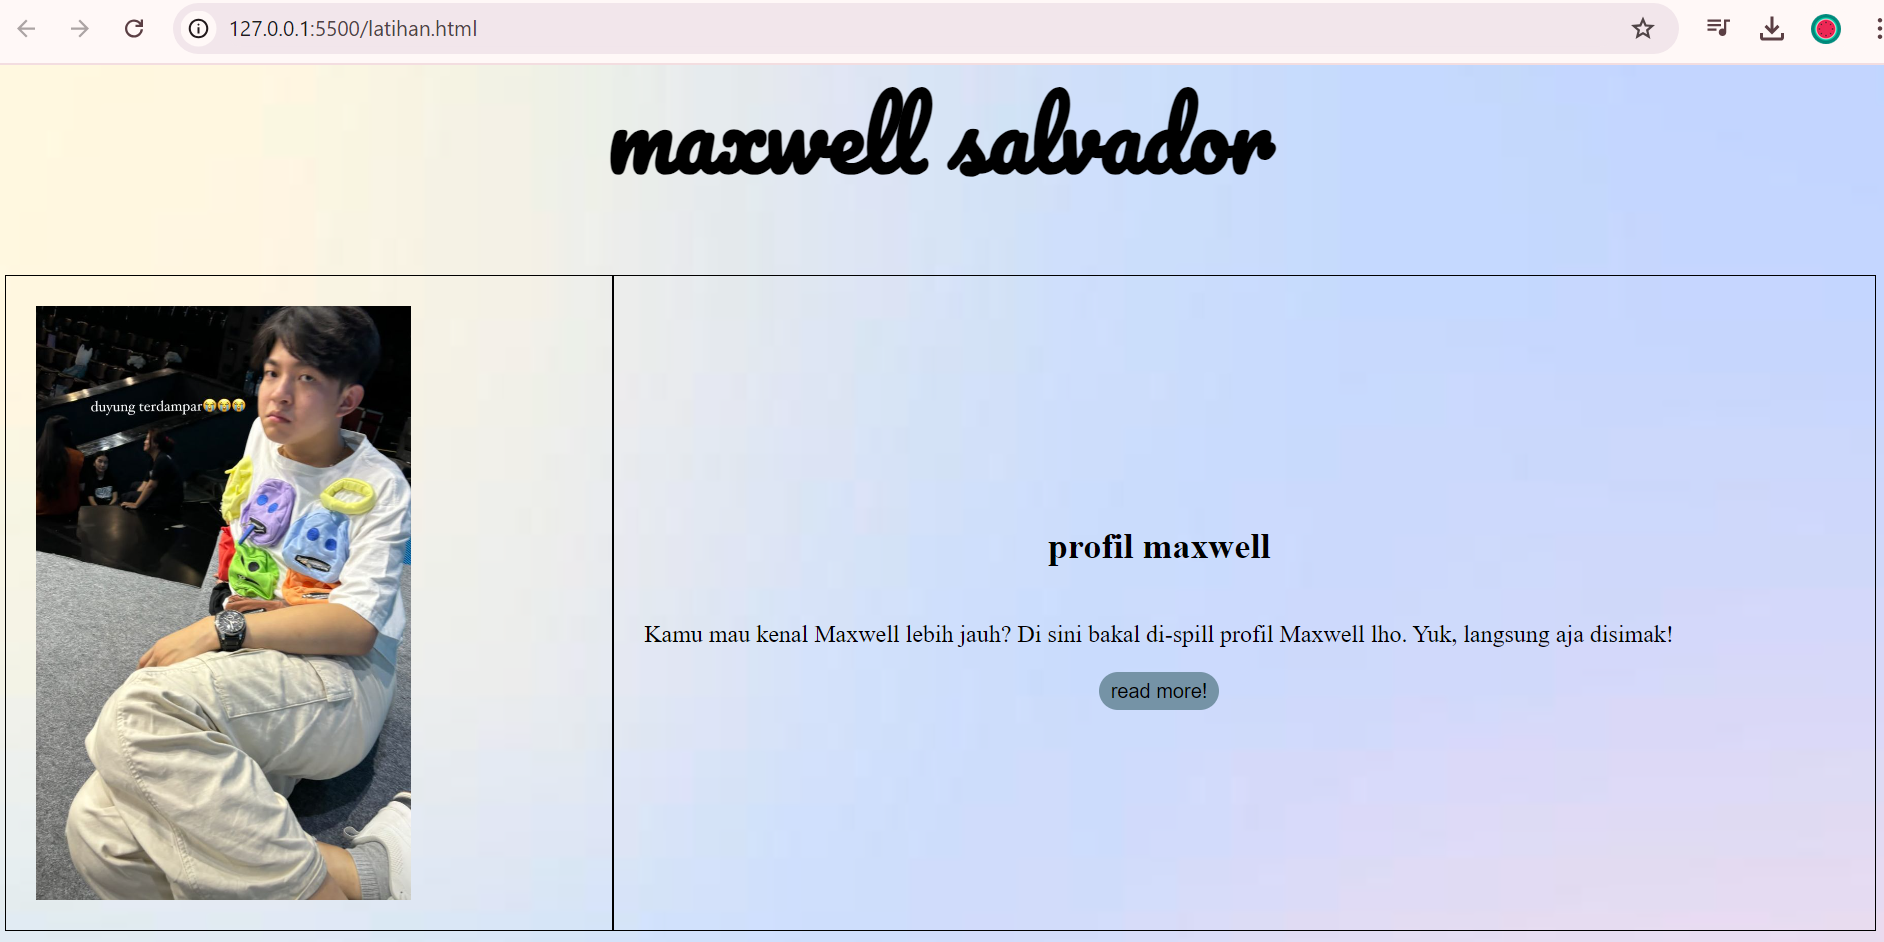 127.0.0.1:5500/latihan.html
maxwell salvador
duyung terdampar😭😭😭
profil maxwell
Kamu mau kenal Maxwell lebih jauh? Di sini bakal di-spill profil Maxwell lho. Yuk, langsung aja disimak!
read more!